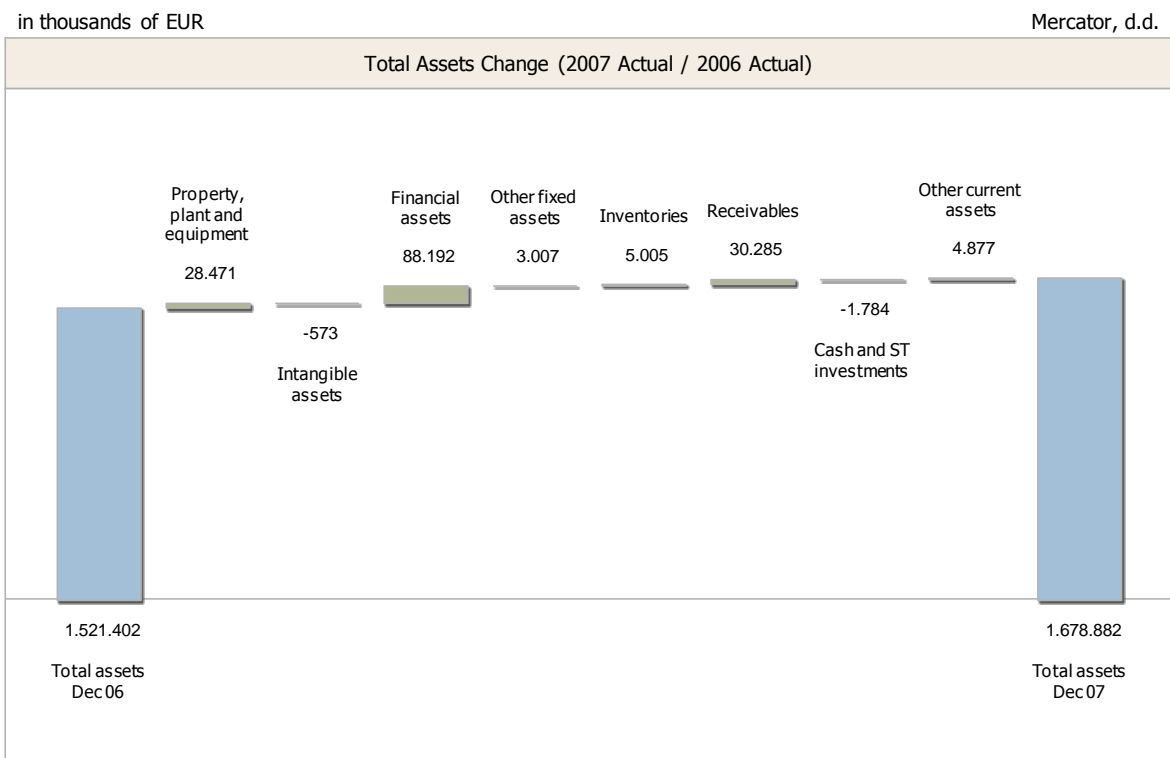 in thousands of EUR
Mercator, d.d.
Total Assets Change (2007 Actual / 2006 Actual)
Property,
plant and
equipment
28.471
-573
Intangible
assets
Financial
assets
88.192
Other fixed
assets
3.007
Inventories
5.005
Receivables
30.285
-1.784
Cash and ST
investments
Other current
assets
4.877
1.521.402
Total assets
Dec 06
1.678.882
Total assets
Dec 07